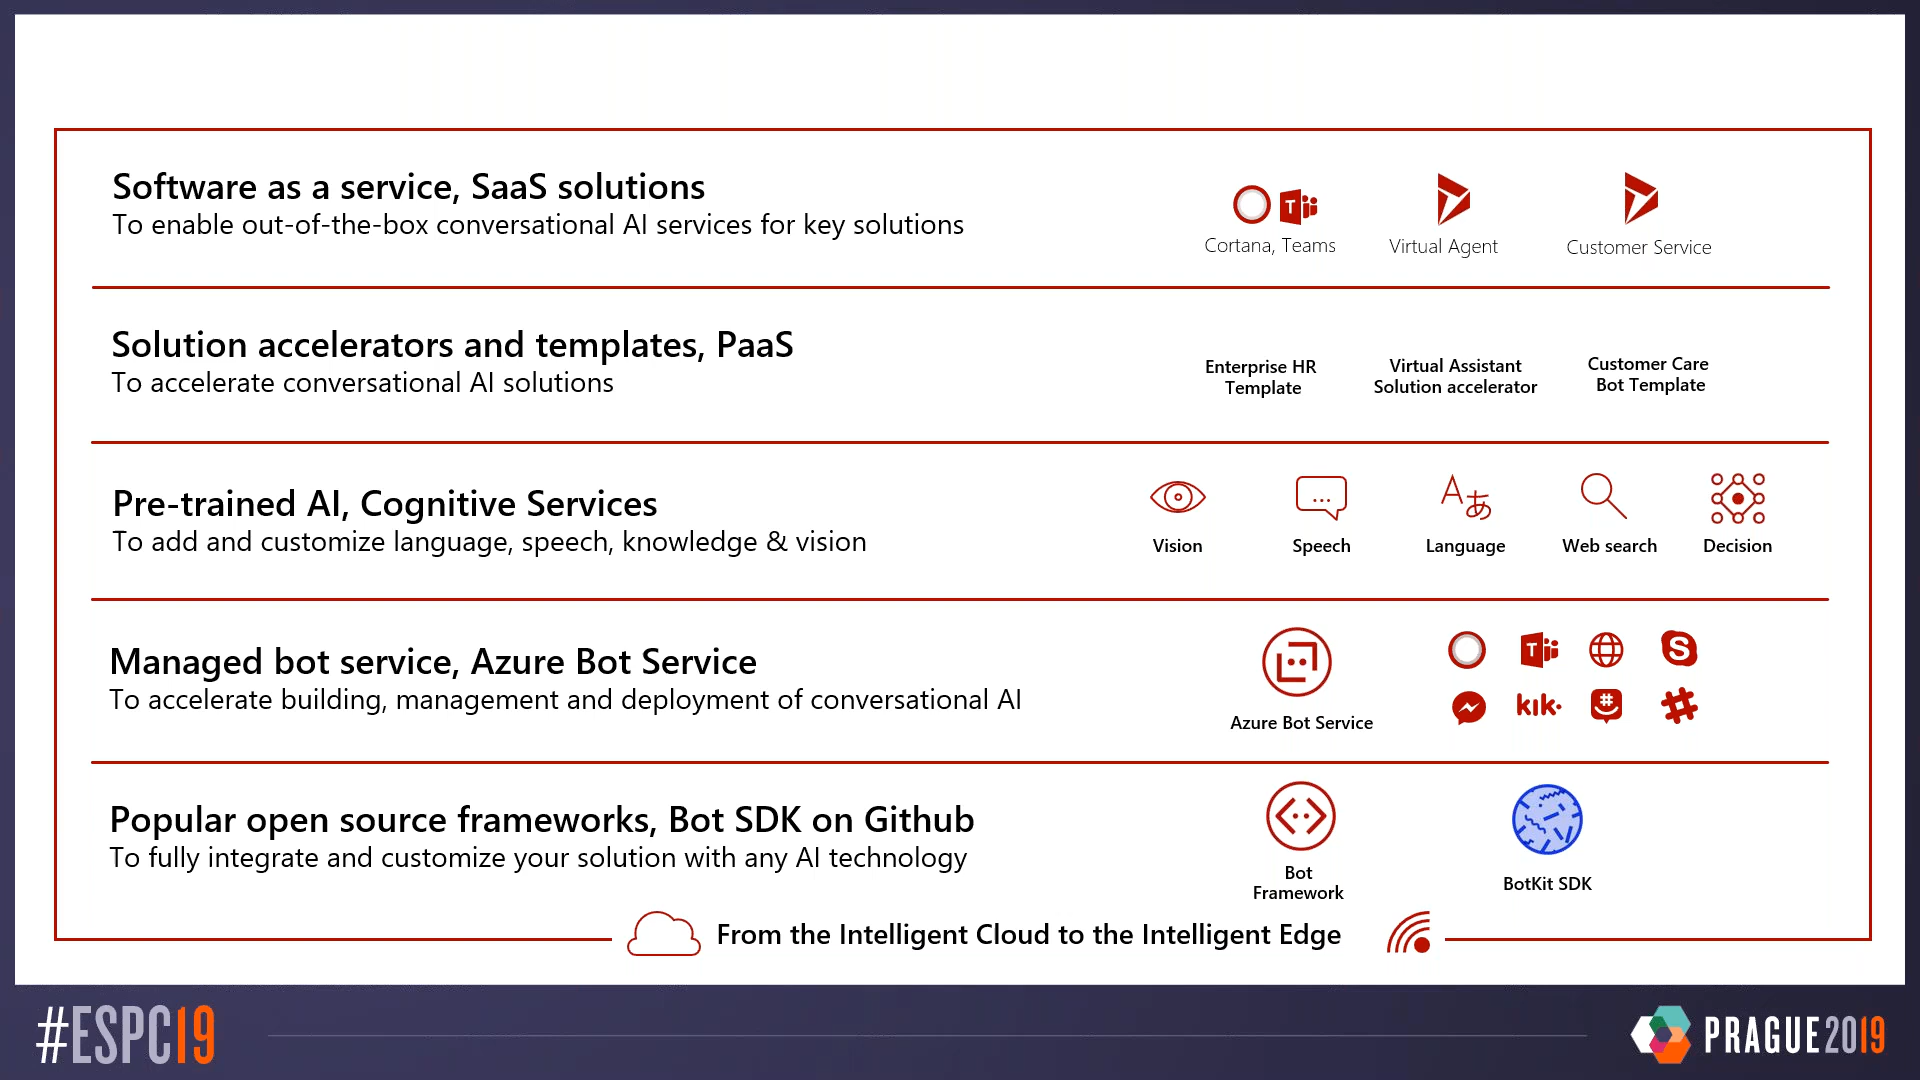 Software as a service, SaaS solutions
To enable out-of-the-box conversational AI services for key solutions
T
Cortana, Teams
Virtual Agent
Customer Service
Solution accelerators and templates, PaaS
To accelerate conversational AI solutions
Enterprise HR
Template
Virtual Assistant
Solution accelerator
Customer Care
Bot Template
Pre-trained AI, Cognitive Services
To add and customize language, speech, knowledge & vision
...
A あ
Vision
Speech
Language
Web search
Decision
Managed bot service, Azure Bot Service
To accelerate building, management and deployment of conversational AI
Azure Bot Service
T
S
kik.
#
Popular open source frameworks, Bot SDK on Github
To fully integrate and customize your solution with any AI technology
Bot
Framework
BotKit SDK
From the Intelligent Cloud to the Intelligent Edge
#ESPC19
PRAGUE2019